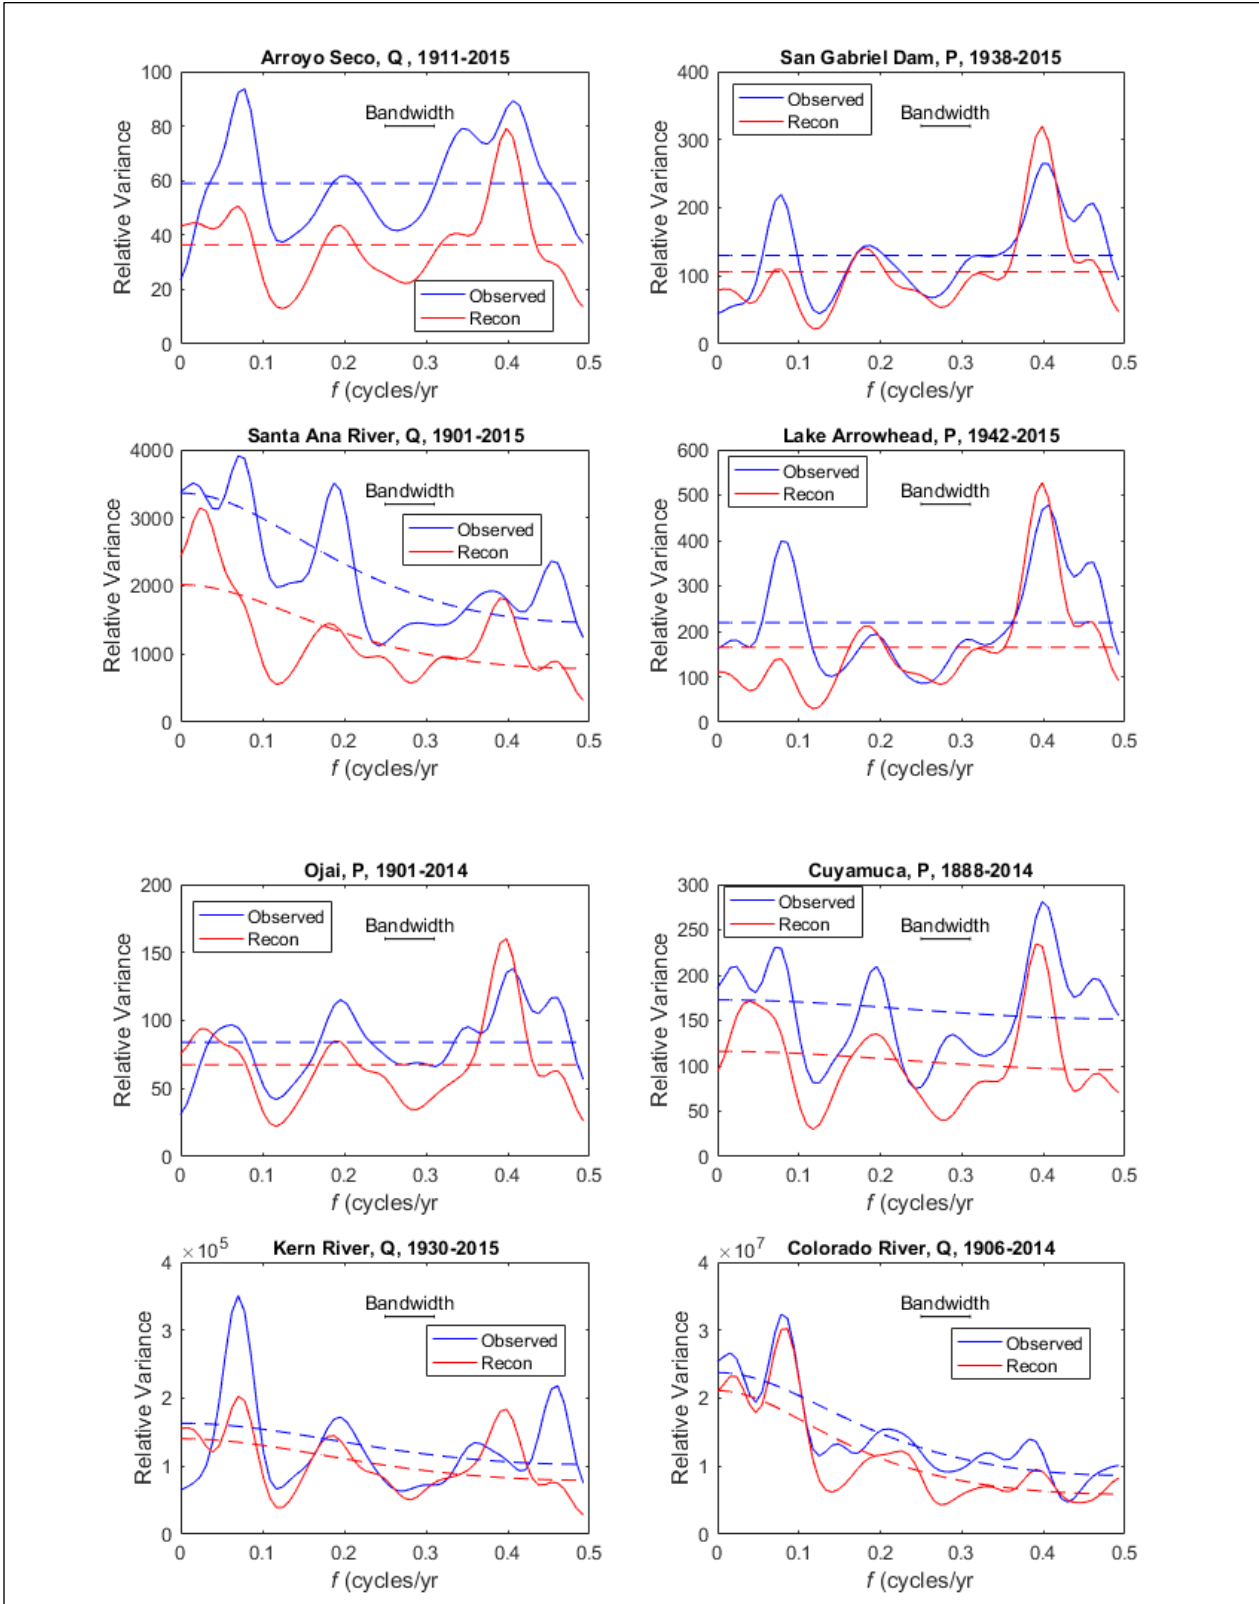 Arroyo Seco, Q , 1911-2015
100
80
60
40
20
0
Relative Variance
Bandwidth
Observed
Recon
0 0.1 0.2 0.3 0.4 0.5
f (cycles/yr
San Gabriel Dam, P, 1938-2015
400
300
200
100
0
Relative Variance
Observed
Recon
Bandwidth
0 0.1 0.2 0.3 0.4 0.5
f (cycles/yr
Santa Ana River, Q, 1901-2015
4000
3000
2000
1000
0
Relative Variance
Bandwidth
Observed
Recon
0 0.1 0.2 0.3 0.4 0.5
f (cycles/yr
Lake Arrowhead, P, 1942-2015
600
500
400
300
200
100
0
Relative Variance
Observed
Recon
Bandwidth
0 0.1 0.2 0.3 0.4 0.5
f (cycles/yr
Ojai, P, 1901-2014
200
150
100
50
0
Relative Variance
Observed
Recon
Bandwidth
0 0.1 0.2 0.3 0.4 0.5
f (cycles/yr
Cuyamuca, P, 1888-2014
300
250
200
150
100
50
0
Relative Variance
Observed
Recon
Bandwidth
0 0.1 0.2 0.3 0.4 0.5
f (cycles/yr
Kern River, Q, 1930-2015
×10^5
4
3
2
1
0
Relative Variance
Bandwidth
Observed
Recon
0 0.1 0.2 0.3 0.4 0.5
f (cycles/yr
Colorado River, Q, 1906-2014
×10^7
4
3
2
1
0
Relative Variance
Bandwidth
Observed
Recon
0 0.1 0.2 0.3 0.4 0.5
f (cycles/yr